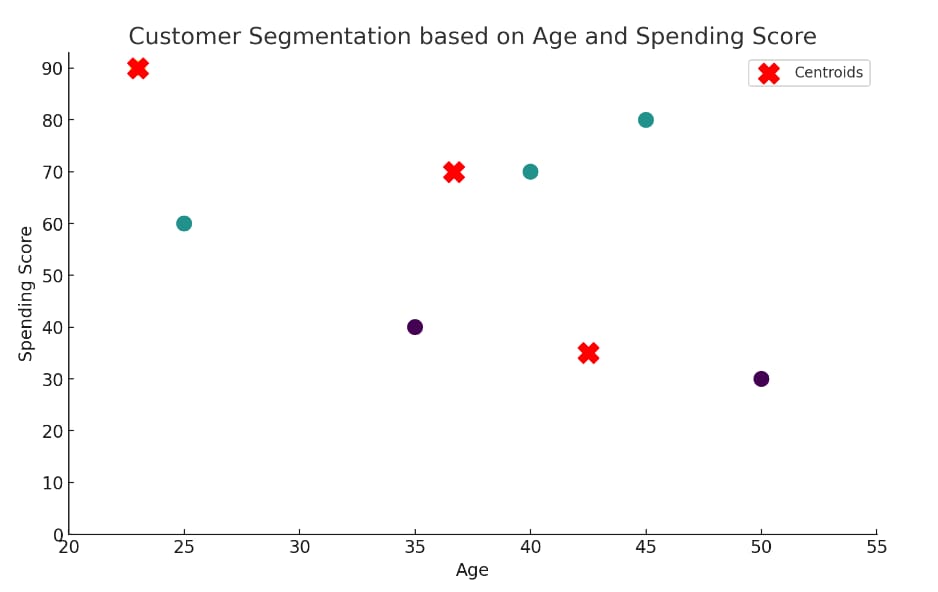 Customer Segmentation based on Age and Spending Score
Centroids
Spending Score
90
80
70
60
50
40
30
20
10
0
20 25 30 35 40 45 50 55
Age